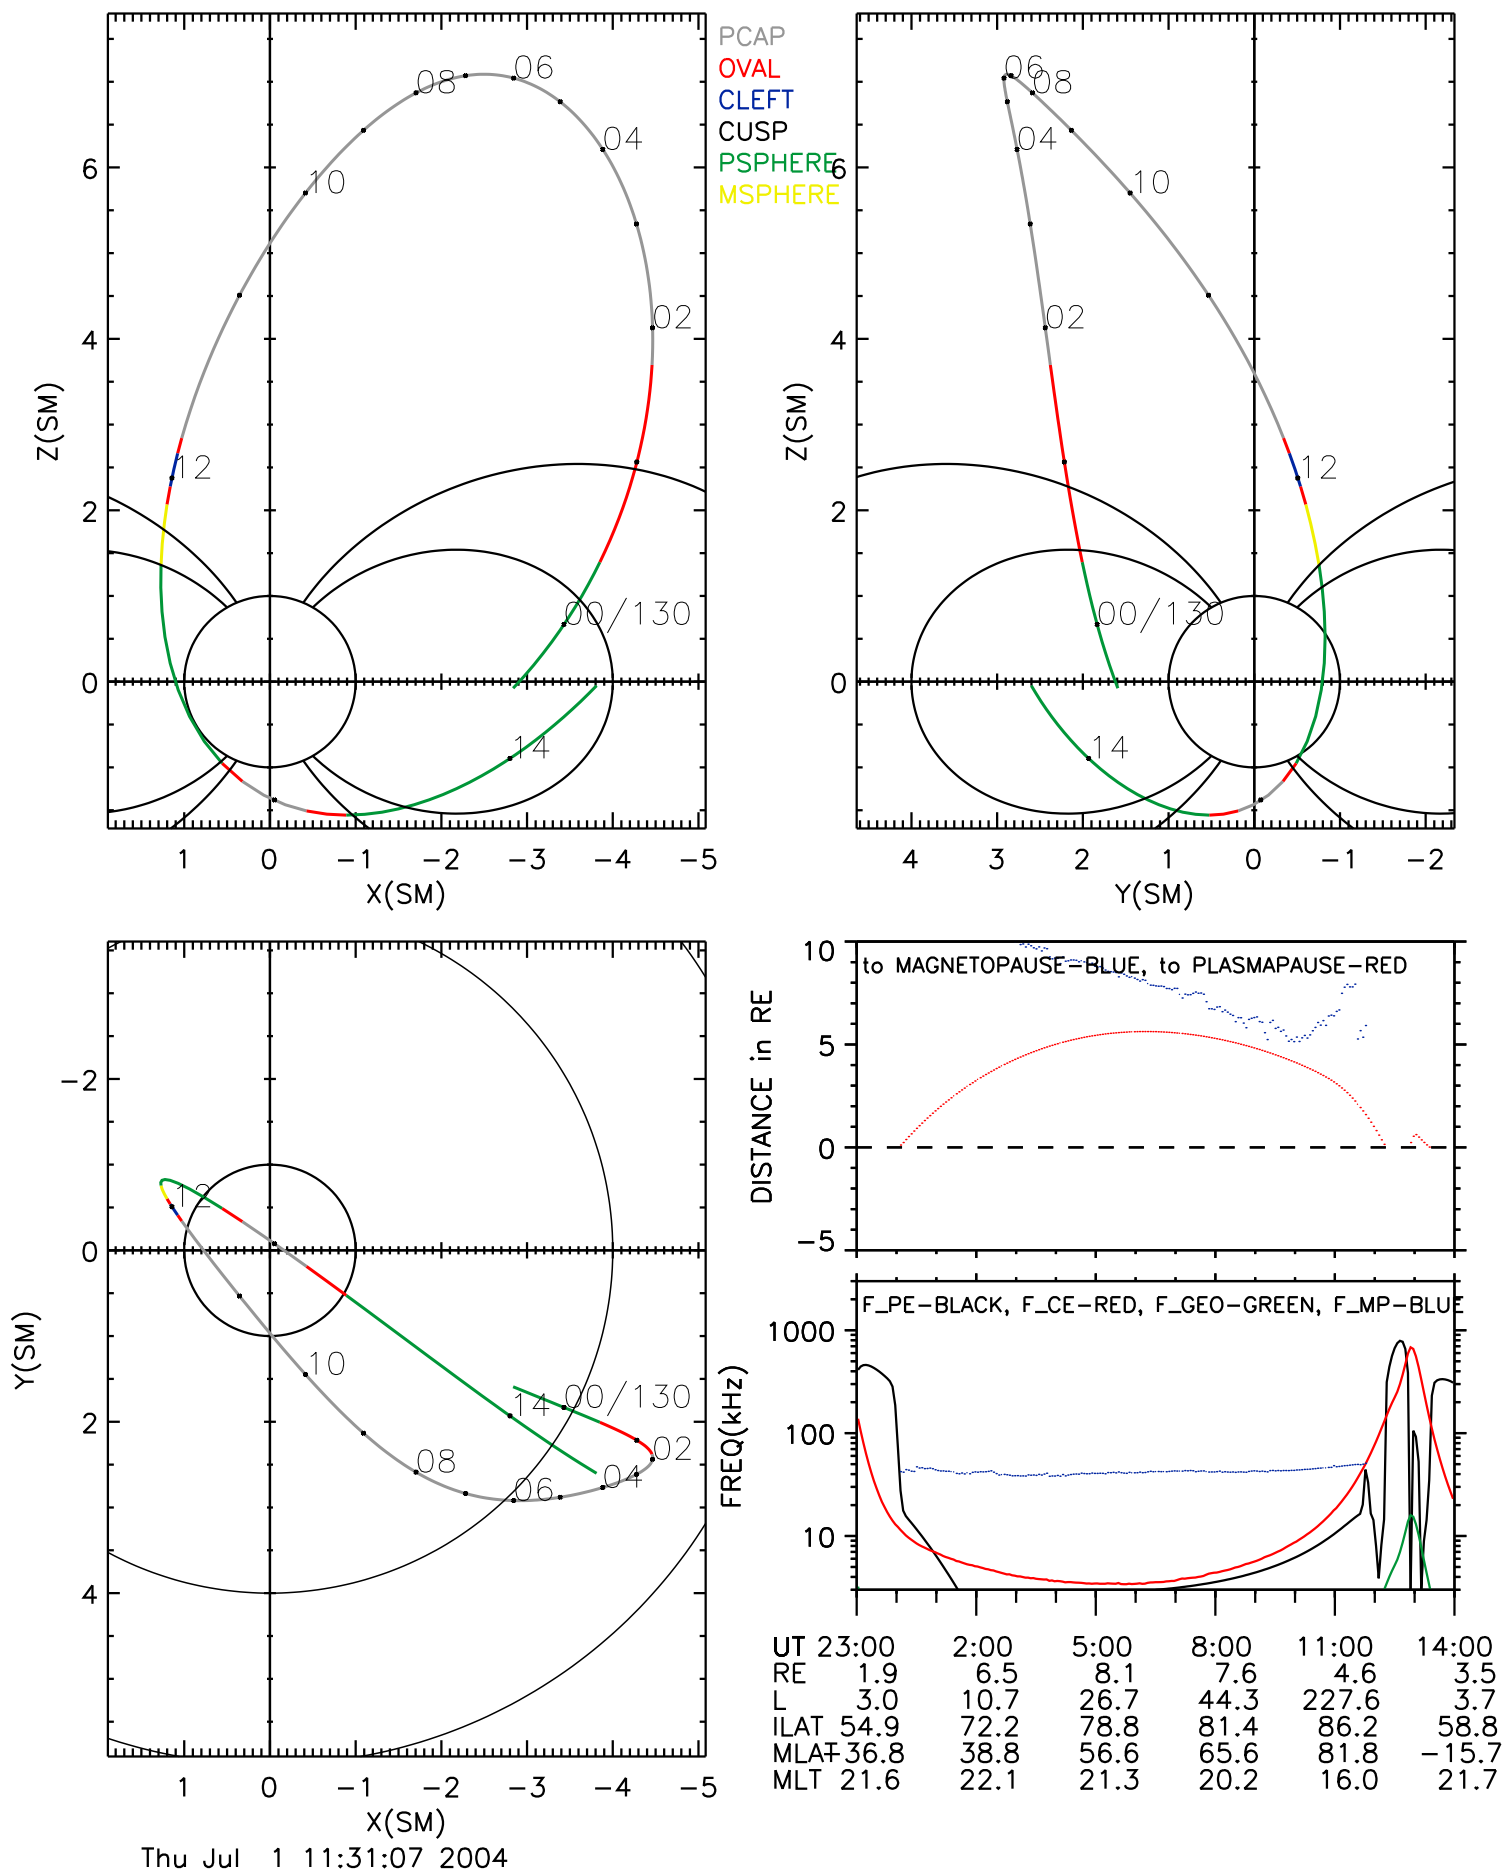 PCAP
OVAL
CLEFT
CUSP
PSPHERE
MSPHERE
08
06
04
10
02
12
00/130
14
6
4
2
0
Z(SM)
1 0 -1 -2 -3 -4 -5
X(SM)
06
08
04
10
02
12
00/130
14
6
4
2
0
Z(SM)
4 3 2 1 0 -1 -2
Y(SM)
12
10
14
00/130
08
02
06
04
-2
0
2
4
Y(SM)
1 0 -1 -2 -3 -4 -5
X(SM)
to MAGNETOPAUSE-BLUE, to PLASMAPAUSE-RED
10
5
0
-5
DISTANCE in RE
F_PE-BLACK, F_CE-RED, F_GEO-GREEN, F_MP-BLUE
1000
100
10
FREQ(kHz)
UT 23:00 2:00 5:00 8:00 11:00 14:00
RE 1.9 6.5 8.1 7.6 4.6 3.5
L 3.0 10.7 26.7 44.3 227.6 3.7
ILAT 54.9 72.2 78.8 81.4 86.2 58.8
MLAT-36.8 38.8 56.6 65.6 81.8 -15.7
MLT 21.6 22.1 21.3 20.2 16.0 21.7
Thu Jul 1 11:31:07 2004